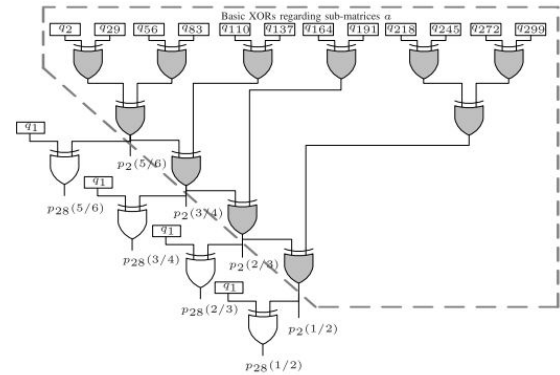 Basic XORs regarding sub-matrices α
q2 q29 q56 q83 q110 q137 q164 q191 q218 q245 q272 q299
q1
p2(5/6)
q1
p28(5/6)
p2(3/4)
q1
p28(3/4)
p2(2/3)
q1
p28(2/3)
p2(1/2)
p28(1/2)